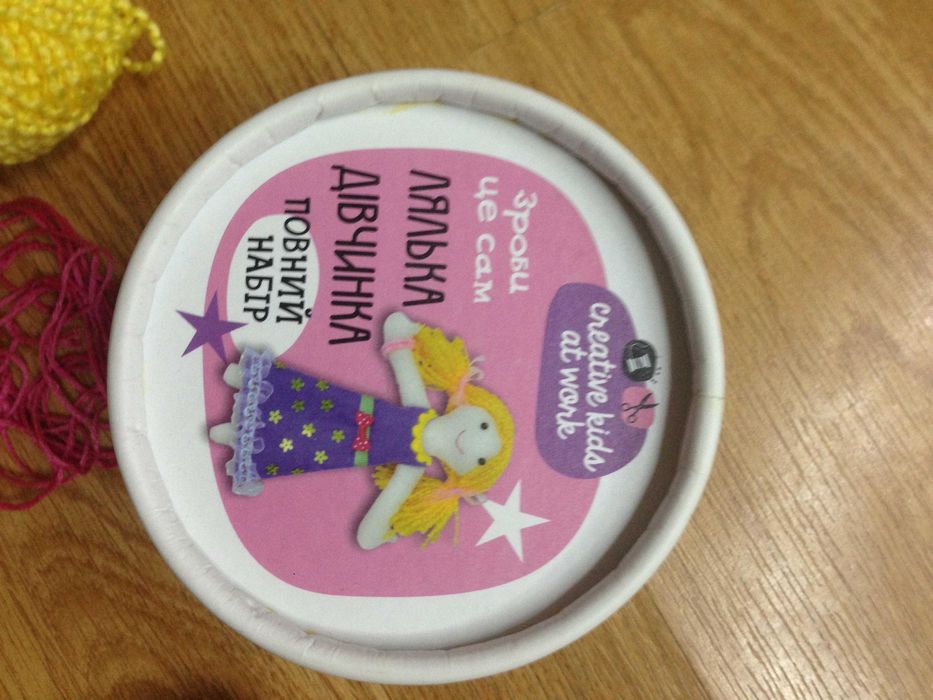 creative kids
at work
Зроби
це сам
ЛЯЛЬКА
ДІВЧИНКА
ПОВНИЙ
НАБІР